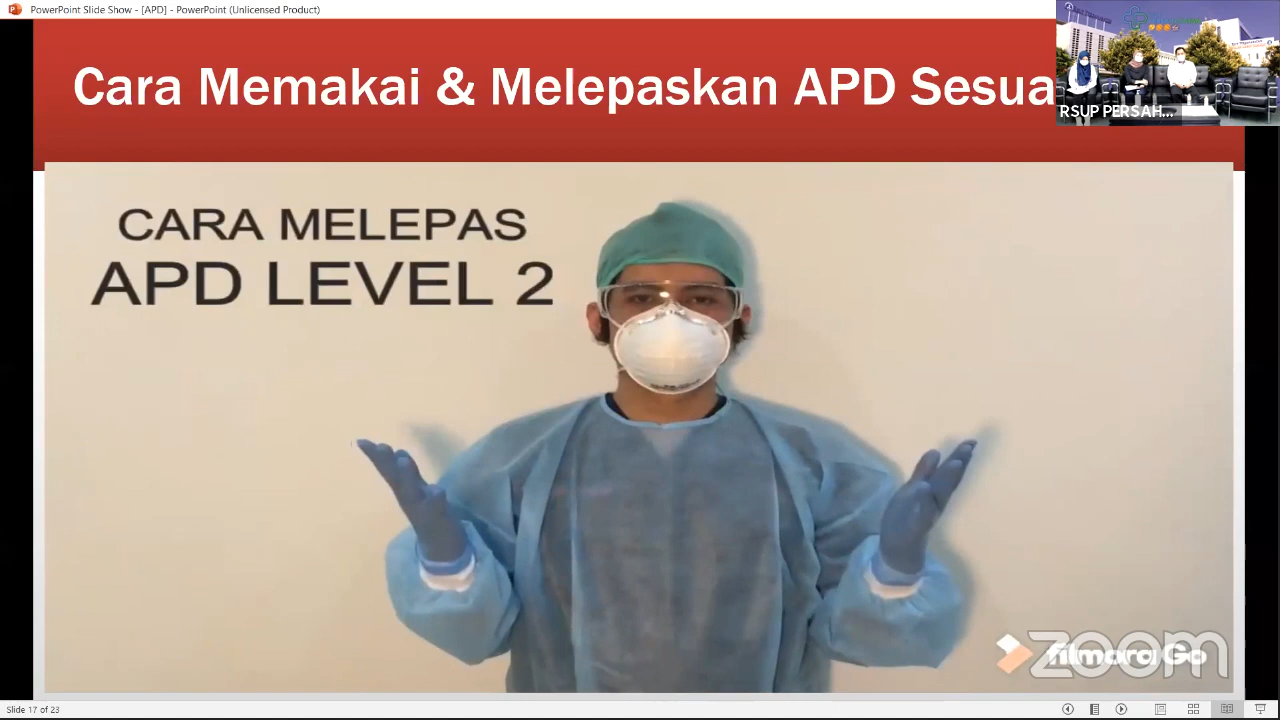 PowerPoint Slide Show - [APD] - PowerPoint (Unlicensed Product)
Cara Memakai & Melepaskan APD Sesua
RSUP PERSAH...
CARA MELEPAS
APD LEVEL 2
filmora Go
zoom
Slide 17 of 23